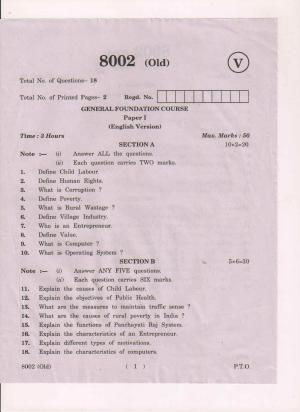 8002 (Old)
V
Total No. of Questions– 18
Total No. of Printed Pages– 2 Regd. No.
GENERAL FOUNDATION COURSE
Paper I
(English Version)
Time : 3 Hours Max. Marks : 50
SECTION A 10×2=20
Note :– (i) Answer ALL the questions.
(ii) Each question carries TWO marks.
1. Define Child Labour.
2. Define Human Rights.
3. What is Corruption ?
4. Define Poverty.
5. What is Rural Wastage ?
6. Define Village Industry.
7. Who is an Entrepreneur.
8. Define Value.
9. What is Computer ?
10. What is Operating System ?
SECTION B 5×6=30
Note :– (i) Answer ANY FIVE questions.
(ii) Each question carries SIX marks.
11. Explain the causes of Child Labour.
12. Explain the objectives of Public Health.
13. What are the measures to maintain traffic sense ?
14. What are the causes of rural poverty in India ?
15. Explain the functions of Panchayati Raj System.
16. Explain the characteristics of an Entrepreneur.
17. Explain different types of motivations.
18. Explain the characteristics of computers.
8002 (Old) ( 1 ) P.T.O.